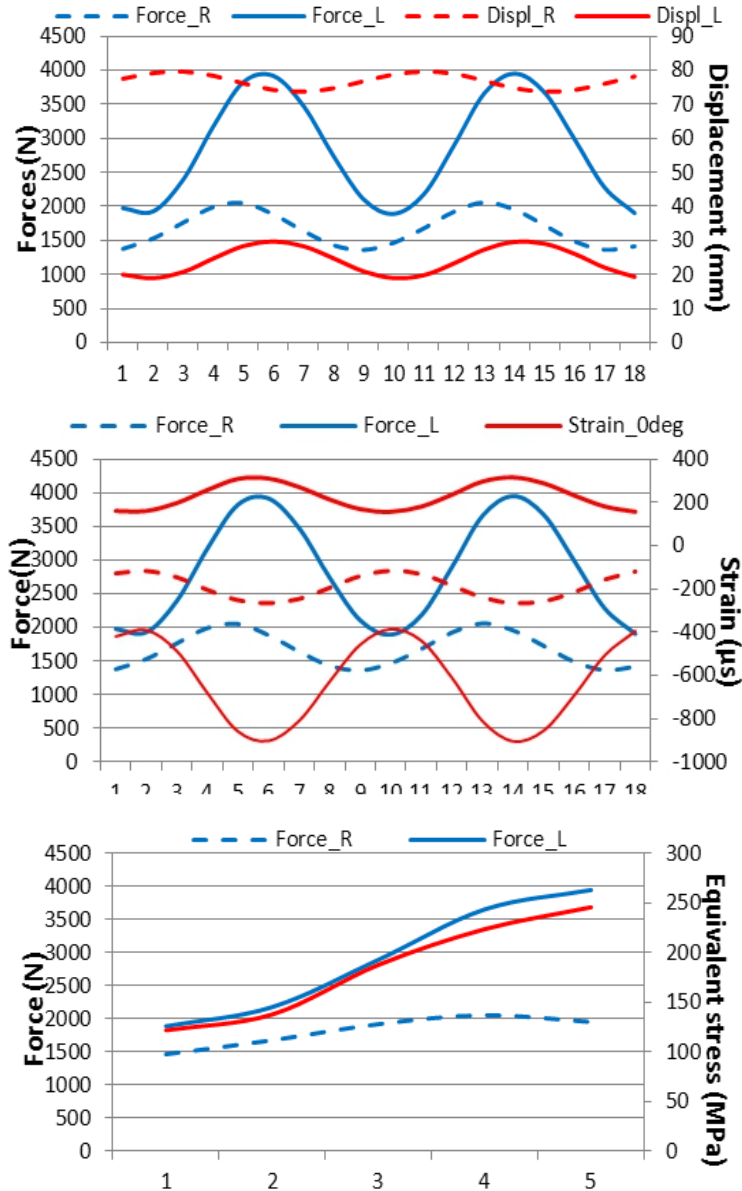 Force_R Force_L Displ_R Displ_L
4500 90
4000 80
3500 70
3000 60
2500 50
2000 40
1500 30
1000 20
500 10
0 0
Forces (N)
Displacement (mm)
1 2 3 4 5 6 7 8 9 10 11 12 13 14 15 16 17 18
Force_R Force_L Strain_0deg
4500 400
4000 200
3500 0
3000 -200
2500 -400
2000 -600
1500 -800
1000 -1000
500
0
Force(N)
Strain (μs)
1 2 3 4 5 6 7 8 9 10 11 12 13 14 15 16 17 18
Force_R Force_L
4500 300
4000 250
3500 200
3000 150
2500 100
2000 50
1500 0
1000
500
0
Force (N)
Equivalent stress (MPa)
1 2 3 4 5